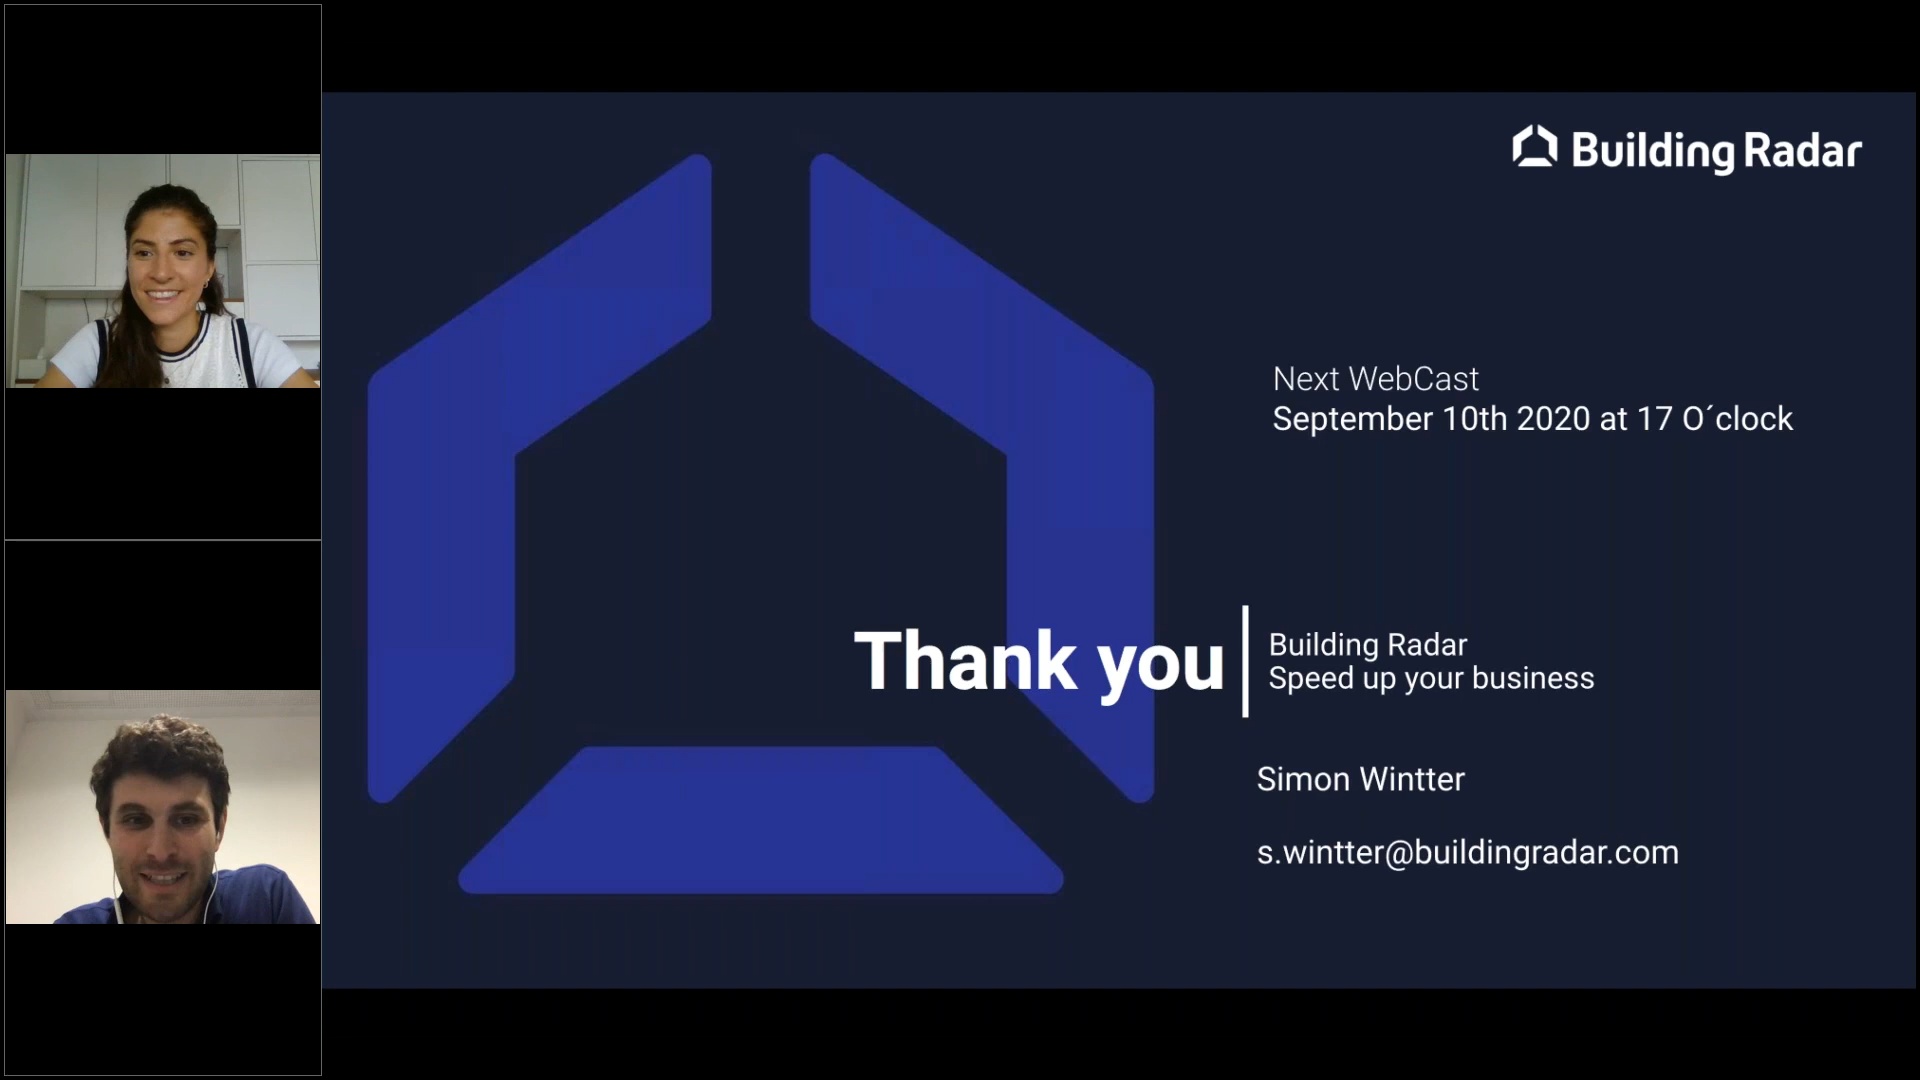 Building Radar
Next WebCast
September 10th 2020 at 17 O´clock
Thank you
Building Radar
Speed up your business
Simon Wintter
s.wintter@buildingradar.com